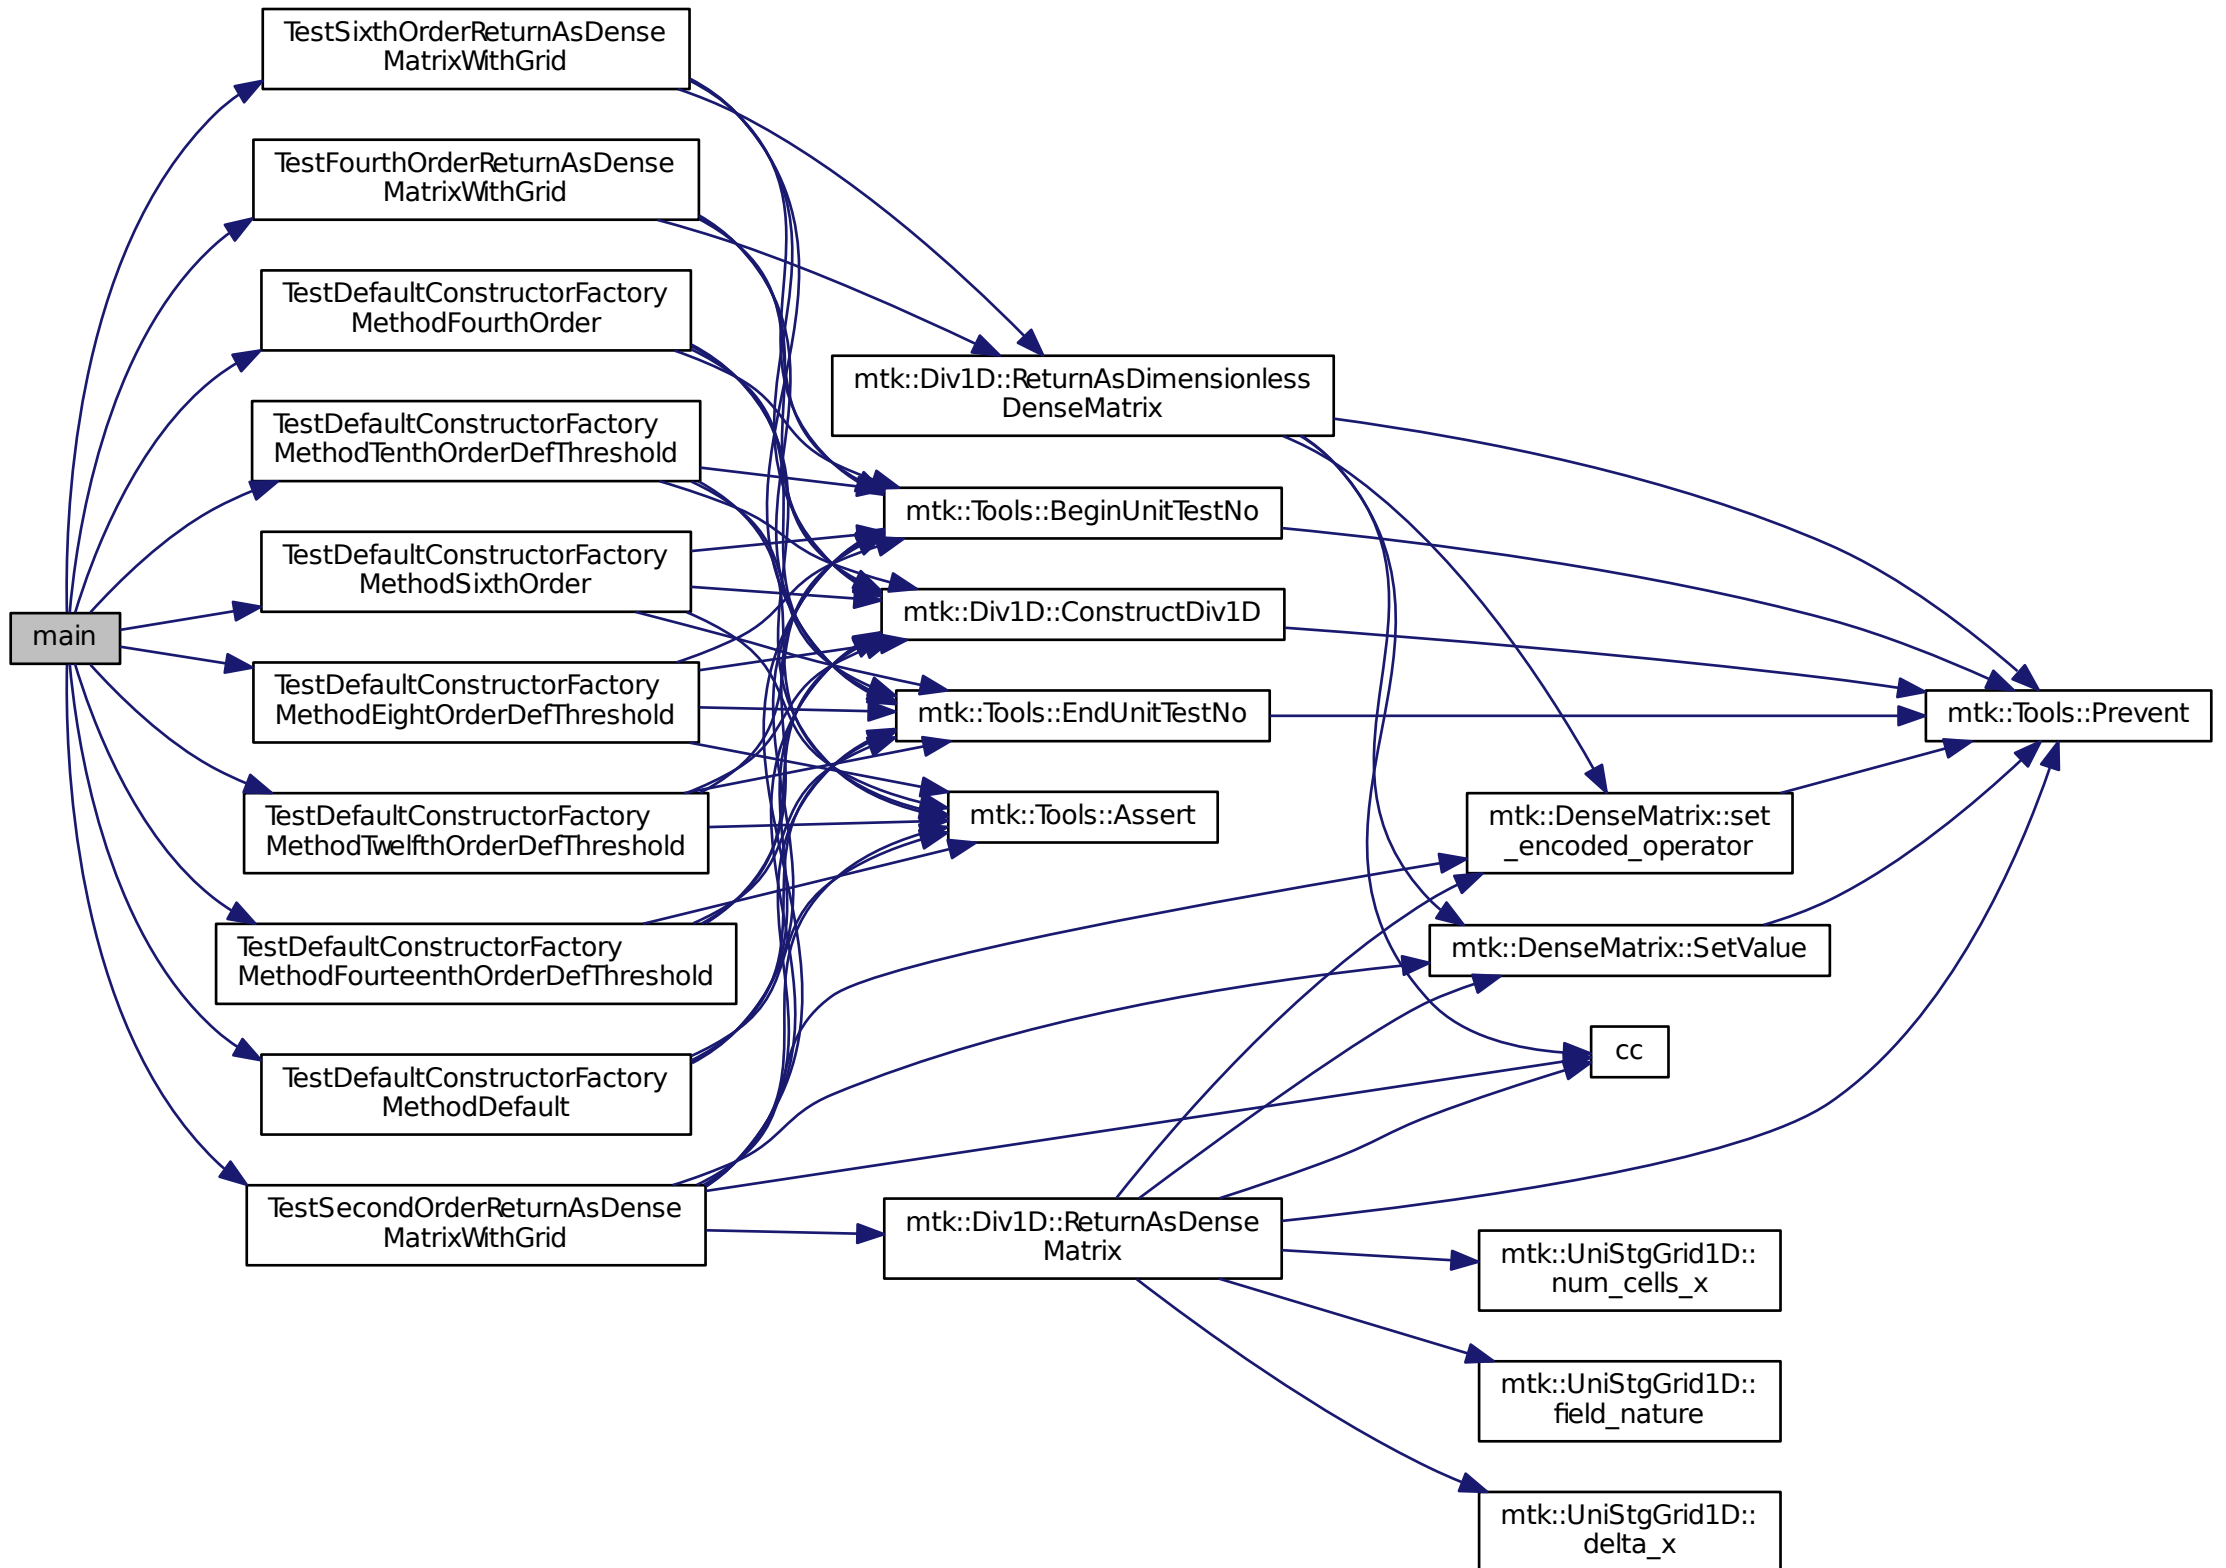 TestSixthOrderReturnAsDense
MatrixWithGrid
TestFourthOrderReturnAsDense
MatrixWithGrid
TestDefaultConstructorFactory
MethodFourthOrder
TestDefaultConstructorFactory
MethodTenthOrderDefThreshold
TestDefaultConstructorFactory
MethodSixthOrder
main
TestDefaultConstructorFactory
MethodEightOrderDefThreshold
TestDefaultConstructorFactory
MethodTwelfthOrderDefThreshold
TestDefaultConstructorFactory
MethodFourteenthOrderDefThreshold
TestDefaultConstructorFactory
MethodDefault
TestSecondOrderReturnAsDense
MatrixWithGrid
mtk::Div1D::ReturnAsDimensionless
DenseMatrix
mtk::Tools::BeginUnitTestNo
mtk::Div1D::ConstructDiv1D
mtk::Tools::EndUnitTestNo
mtk::Tools::Assert
mtk::Div1D::ReturnAsDense
Matrix
mtk::DenseMatrix::set
_encoded_operator
mtk::DenseMatrix::SetValue
cc
mtk::UniStgGrid1D::
num_cells_x
mtk::UniStgGrid1D::
field_nature
mtk::UniStgGrid1D::
delta_x
mtk::Tools::Prevent